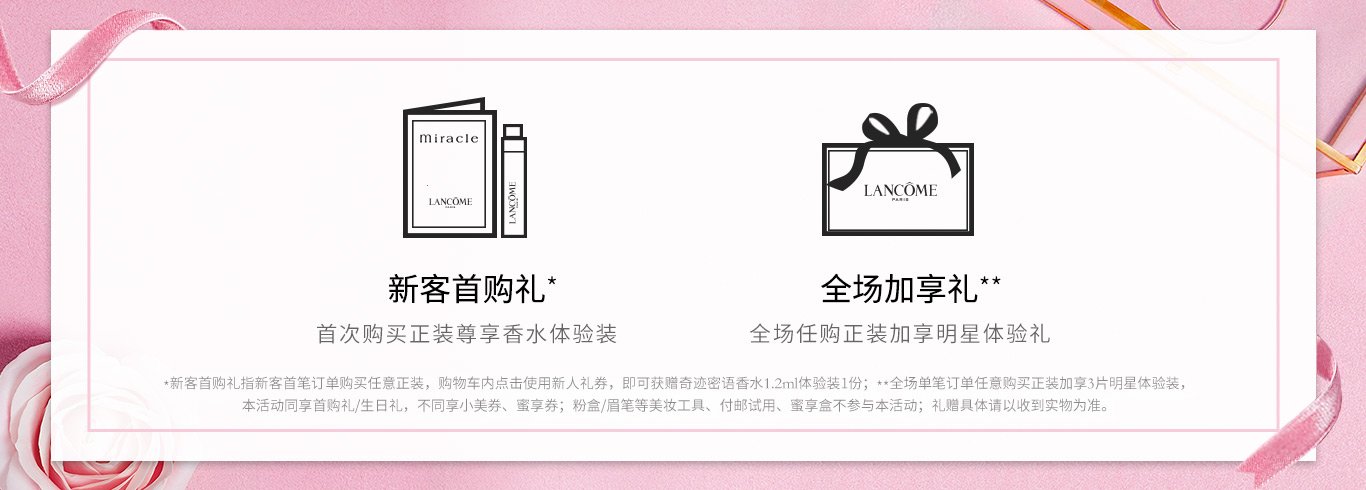 miracle
LANCÔME
PARIS
LANCÔME
LANCÔME
PARIS
新客首购礼*
首次购买正装尊享香水体验装
全场加享礼**
全场任购正装加享明星体验礼
*新客首购礼指新客首笔订单购买任意正装，购物车内点击使用新人礼券，即可获赠奇迹密语香水1.2ml体验装1份；**全场单笔订单任意购买正装加享3片明星体验装，
本活动同享首购礼/生日礼，不同享小美券、蜜享券；粉盒/眉笔等美妆工具、付邮试用、蜜享盒不参与本活动；礼赠具体请以收到实物为准。